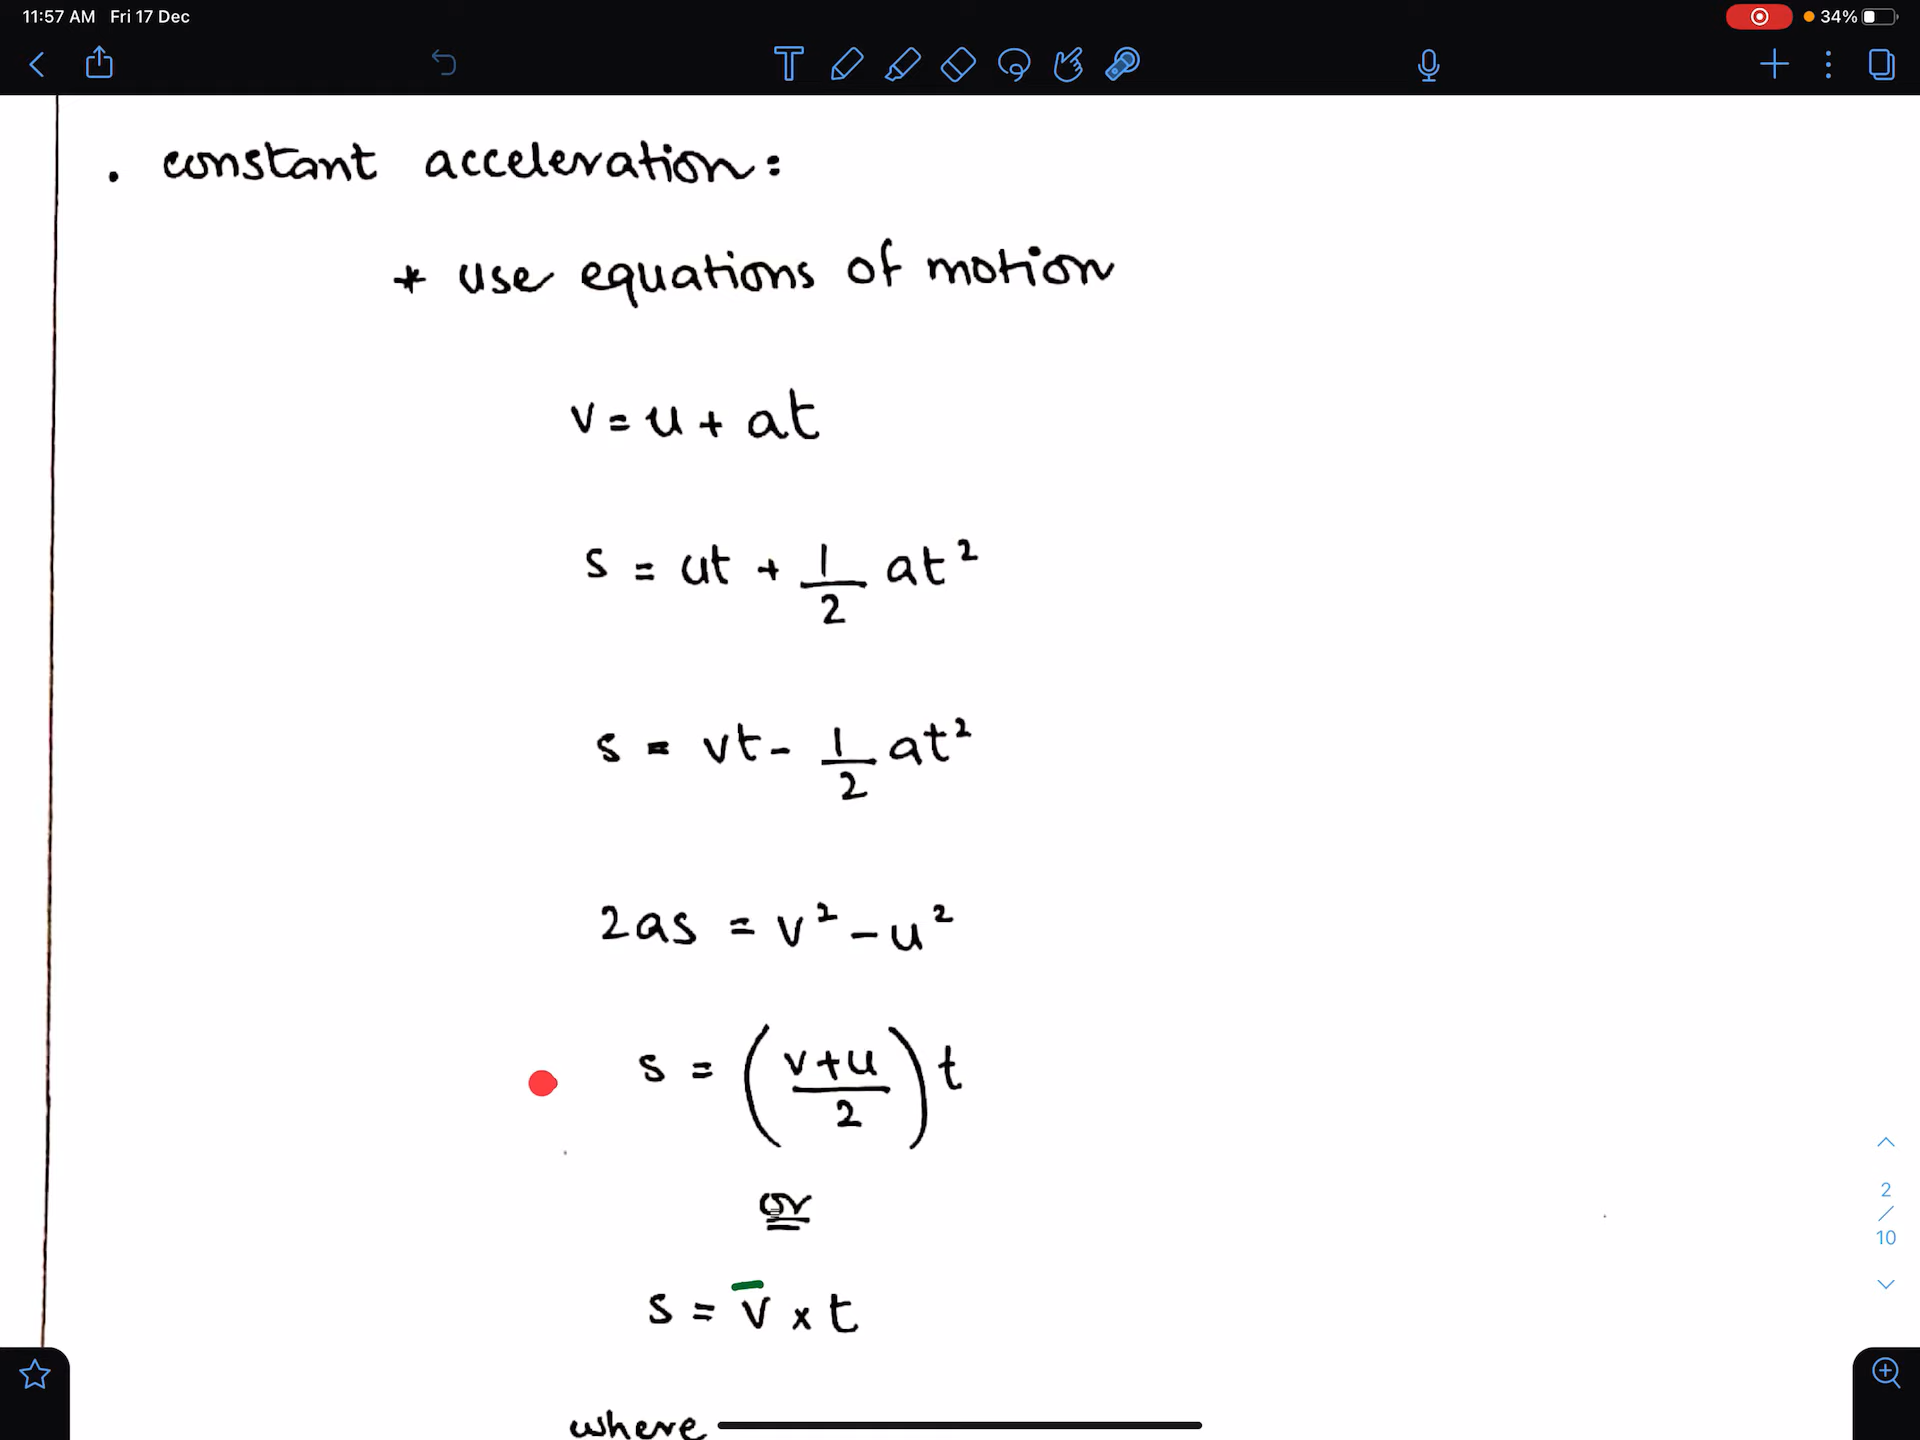 11:57 AM Fri 17 Dec 34%
. constant acceleration:
* use equations of motion
v = u + at
s = ut + 1/2 at²
s = vt - 1/2 at²
2as = v² - u²
s = (v+u/2) t
or
s = v̄ × t
where
2
/
10